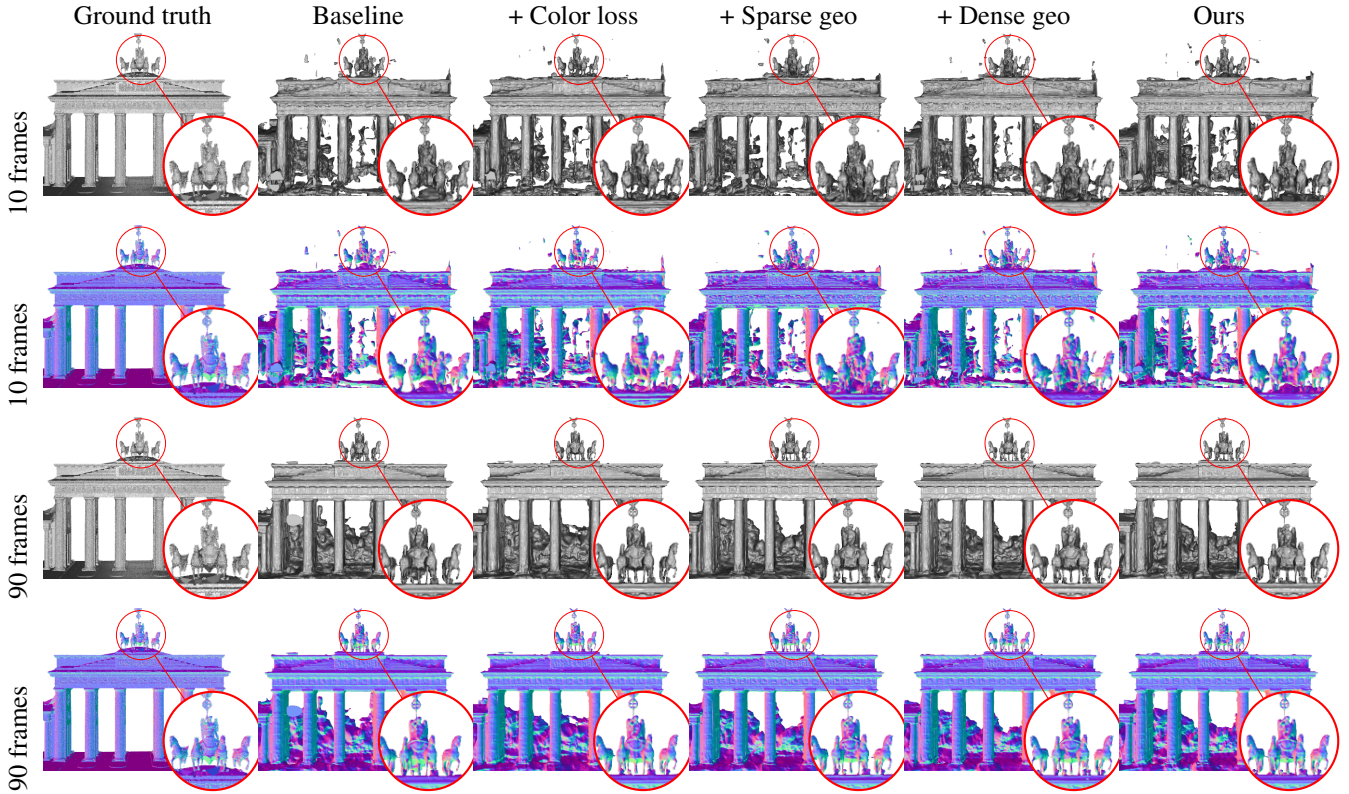 Ground truth Baseline + Color loss + Sparse geo + Dense geo Ours
10 frames
10 frames
90 frames
90 frames